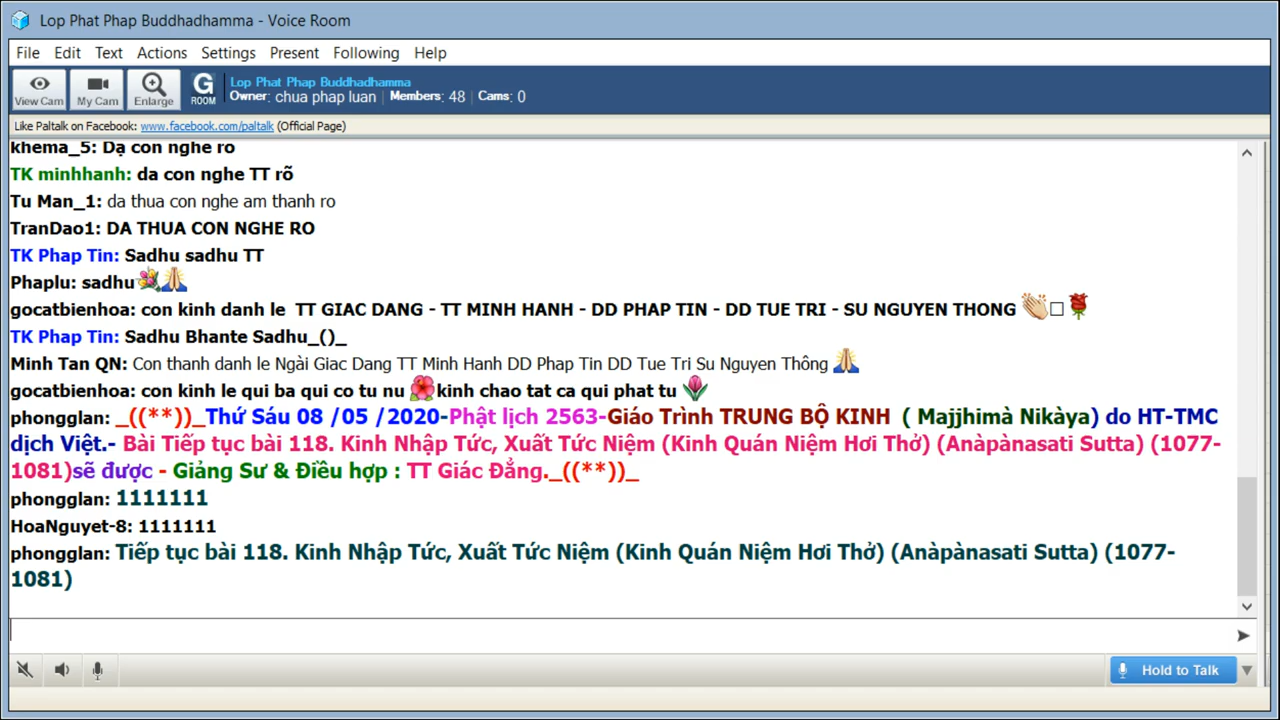 Lop Phat Phap Buddhadhamma - Voice Room
File Edit Text Actions Settings Present Following Help
View Cam My Cam Enlarge G ROOM Lop Phat Phap Buddhadhamma
Owner: chua phap luan | Members: 48 | Cams: 0
Like Paltalk on Facebook: www.facebook.com/paltalk (Official Page)
khema_5: Dạ con nghe ro
TK minhhanh: da con nghe TT rõ
Tu Man_1: da thua con nghe am thanh ro
TranDao1: DA THUA CON NGHE RO
TK Phap Tin: Sadhu sadhu TT
Phaplu: sadhu💐🙏
gocatbienhoa: con kinh danh le TT GIAC DANG - TT MINH HANH - DD PHAP TIN - DD TUE TRI - SU NGUYEN THONG 👏□🌹
TK Phap Tin: Sadhu Bhante Sadhu_()_
Minh Tan QN: Con thanh danh le Ngài Giac Dang TT Minh Hanh DD Phap Tin DD Tue Tri Su Nguyen Thông 🙏
gocatbienhoa: con kinh le qui ba qui co tu nu 🌺kinh chao tat ca qui phat tu 🌷
phongglan: _((**))_Thứ Sáu 08 /05 /2020-Phật lịch 2563-Giáo Trình TRUNG BỘ KINH ( Majjhimà Nikàya) do HT-TMC
dịch Việt.- Bài Tiếp tục bài 118. Kinh Nhập Tức, Xuất Tức Niệm (Kinh Quán Niệm Hơi Thở) (Anàpànasati Sutta) (1077-
1081)sẽ được - Giảng Sư & Điều hợp : TT Giác Đẳng._((**))_
phongglan: 1111111
HoaNguyet-8: 1111111
phongglan: Tiếp tục bài 118. Kinh Nhập Tức, Xuất Tức Niệm (Kinh Quán Niệm Hơi Thở) (Anàpànasati Sutta) (1077-
1081)
Hold to Talk